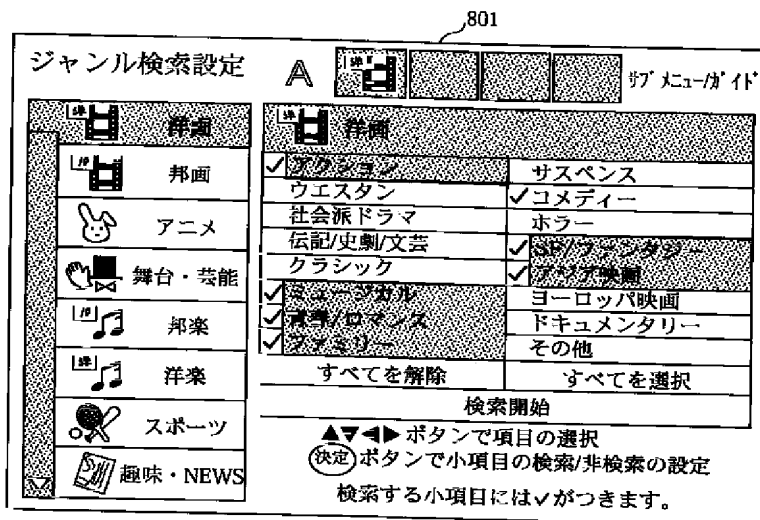 801
ジャンル検索設定
A
洋
サブメニュー/ガイド
洋
洋画
邦
邦画
アニメ
舞台・芸能
邦
邦楽
洋
洋楽
スポーツ
趣味・NEWS
洋
洋画
✓アクション
サスペンス
ウエスタン
✓コメディー
社会派ドラマ
ホラー
伝記/史劇/文芸
✓SF/ファンタジー
クラシック
✓アジア映画
✓ミュージカル
ヨーロッパ映画
✓青春/ロマンス
ドキュメンタリー
✓ファミリー
その他
すべてを解除
すべてを選択
検索開始
▲▼◀▶ボタンで項目の選択
決定ボタンで小項目の検索/非検索の設定
検索する小項目には✓がつきます。